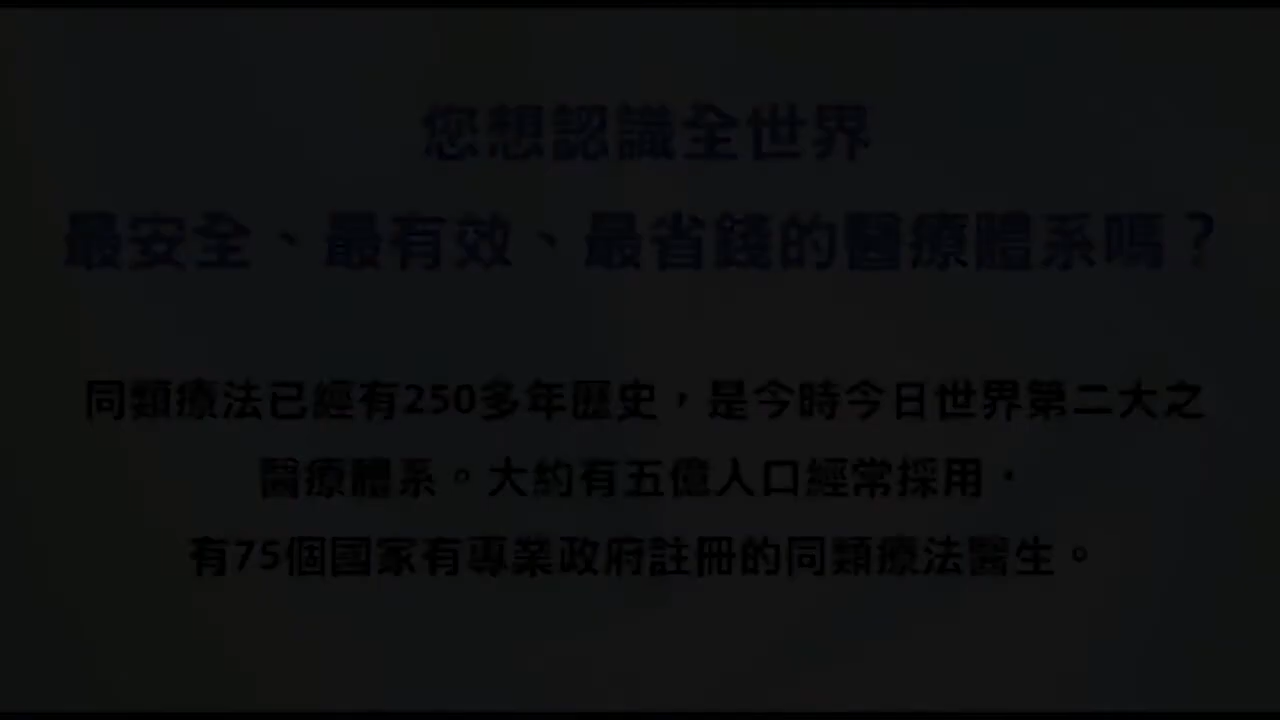 您想認識全世界
最安全、最有效、最省錢的醫療體系嗎？
同類療法已經有250多年歷史，是今時今日世界第二大之
醫療體系。大約有五億人口經常採用，
有75個國家有專業政府註冊的同類療法醫生。